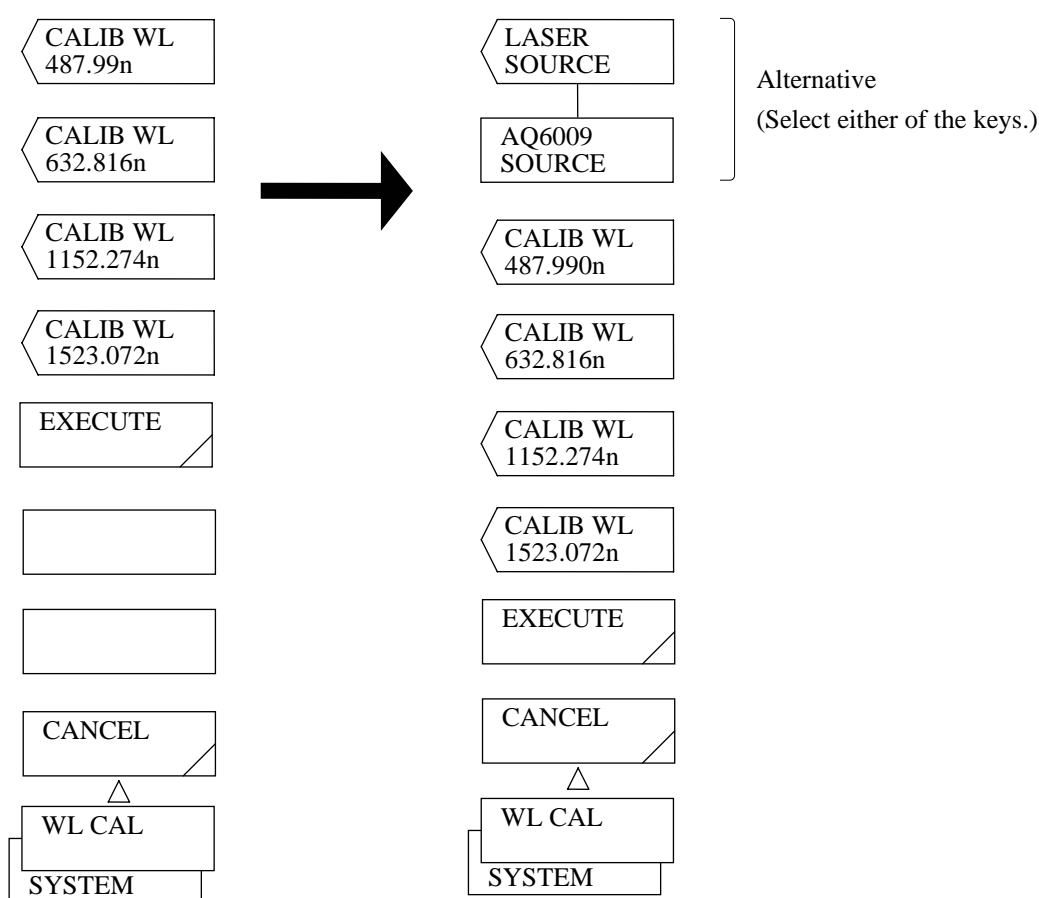 CALIB WL
487.99n
CALIB WL
632.816n
CALIB WL
1152.274n
CALIB WL
1523.072n
EXECUTE
CANCEL
WL CAL
SYSTEM
LASER
SOURCE
AQ6009
SOURCE
Alternative
(Select either of the keys.)
CALIB WL
487.990n
CALIB WL
632.816n
CALIB WL
1152.274n
CALIB WL
1523.072n
EXECUTE
CANCEL
WL CAL
SYSTEM